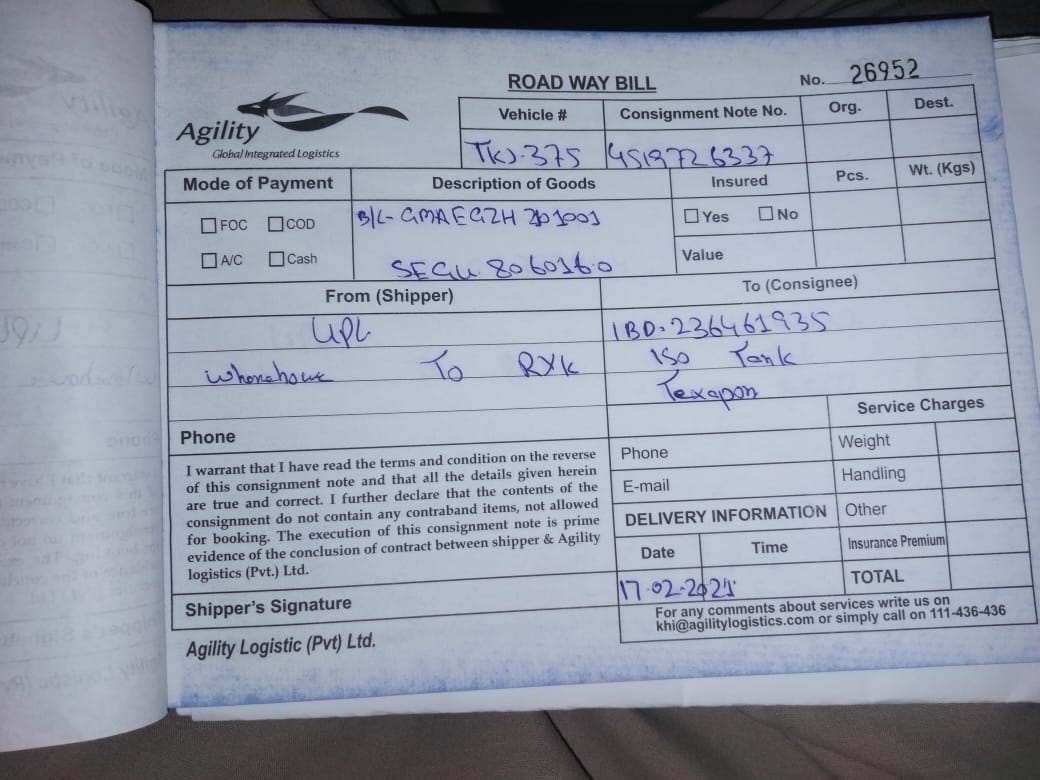 ROAD WAY BILL
No. 26952
Agility
Global Integrated Logistics
Vehicle #
Consignment Note No.
Org.
Dest.
TKJ-375
4519726337
Mode of Payment
Description of Goods
Insured
Pcs.
Wt. (Kgs)
FOC
COD
B/L- GMAEGZH201001
Yes
No
A/C
Cash
SEGU 8060160
Value
From (Shipper)
To (Consignee)
UPL
IBD-236461935
To RYK
ISO Tank
Texapon
Phone
Service Charges
I warrant that I have read the terms and condition on the reverse
of this consignment note and that all the details given herein
are true and correct. I further declare that the contents of the
consignment do not contain any contraband items, not allowed
for booking. The execution of this consignment note is prime
evidence of the conclusion of contract between shipper & Agility
logistics (Pvt.) Ltd.
Phone
Weight
E-mail
Handling
DELIVERY INFORMATION
Other
Date
Time
Insurance Premium
17-02-2021
TOTAL
Shipper's Signature
For any comments about services write us on
khi@agilitylogistics.com or simply call on 111-436-436
Agility Logistic (Pvt) Ltd.